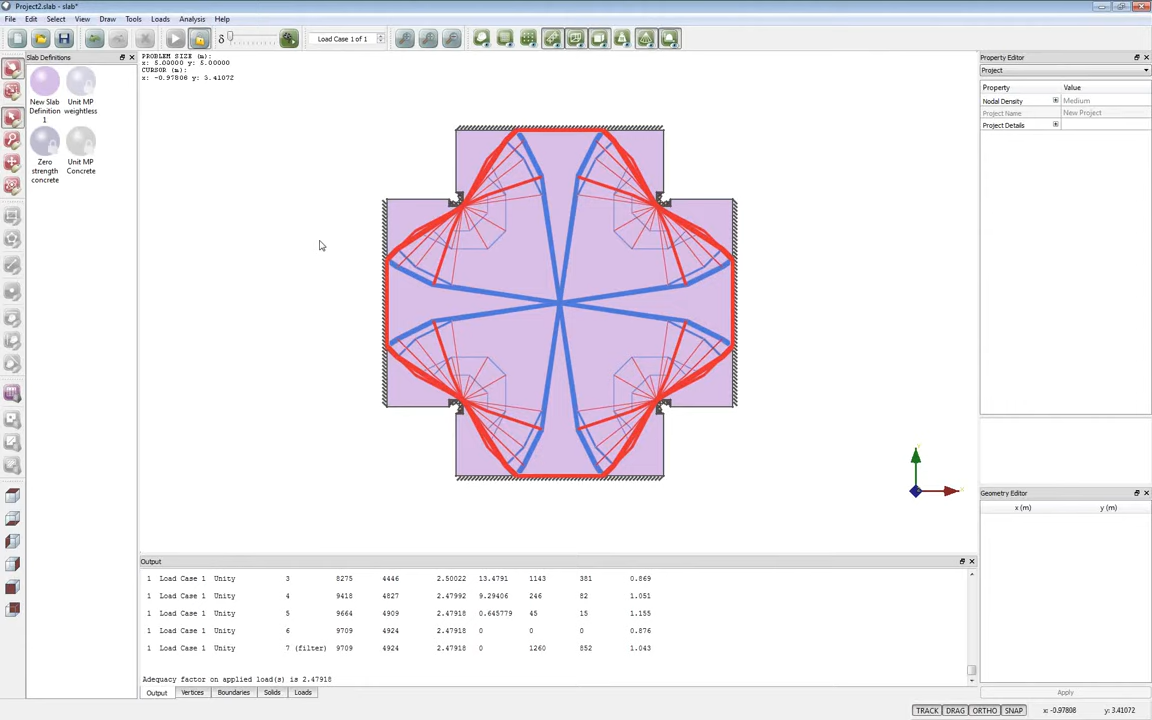 Project2.slab - slab*
File Edit Select View Draw Tools Loads Analysis Help
δ Load Case 1 of 1
Slab Definitions
New Slab Definition 1
Unit MP weightless
Zero strength concrete
Unit MP Concrete
PROBLEM SIZE (m):
x: 5.00000 y: 5.00000
CURSOR (m):
x: -0.97806 y: 3.41072
Property Editor
Project
Property Value
Nodal Density Medium
Project Name New Project
Project Details
Geometry Editor
x (m) y (m)
Apply
Output
1 Load Case 1 Unity 3 8275 4446 2.50022 13.4791 1143 381 0.869
1 Load Case 1 Unity 4 9418 4827 2.47992 9.29406 246 82 1.051
1 Load Case 1 Unity 5 9664 4909 2.47918 0.645779 45 15 1.155
1 Load Case 1 Unity 6 9709 4924 2.47918 0 0 0 0.876
1 Load Case 1 Unity 7 (filter) 9709 4924 2.47918 0 1260 852 1.043
Adequacy factor on applied load(s) is 2.47918
Output Vertices Boundaries Solids Loads
TRACK DRAG ORTHO SNAP x: -0.97806 y: 3.41072